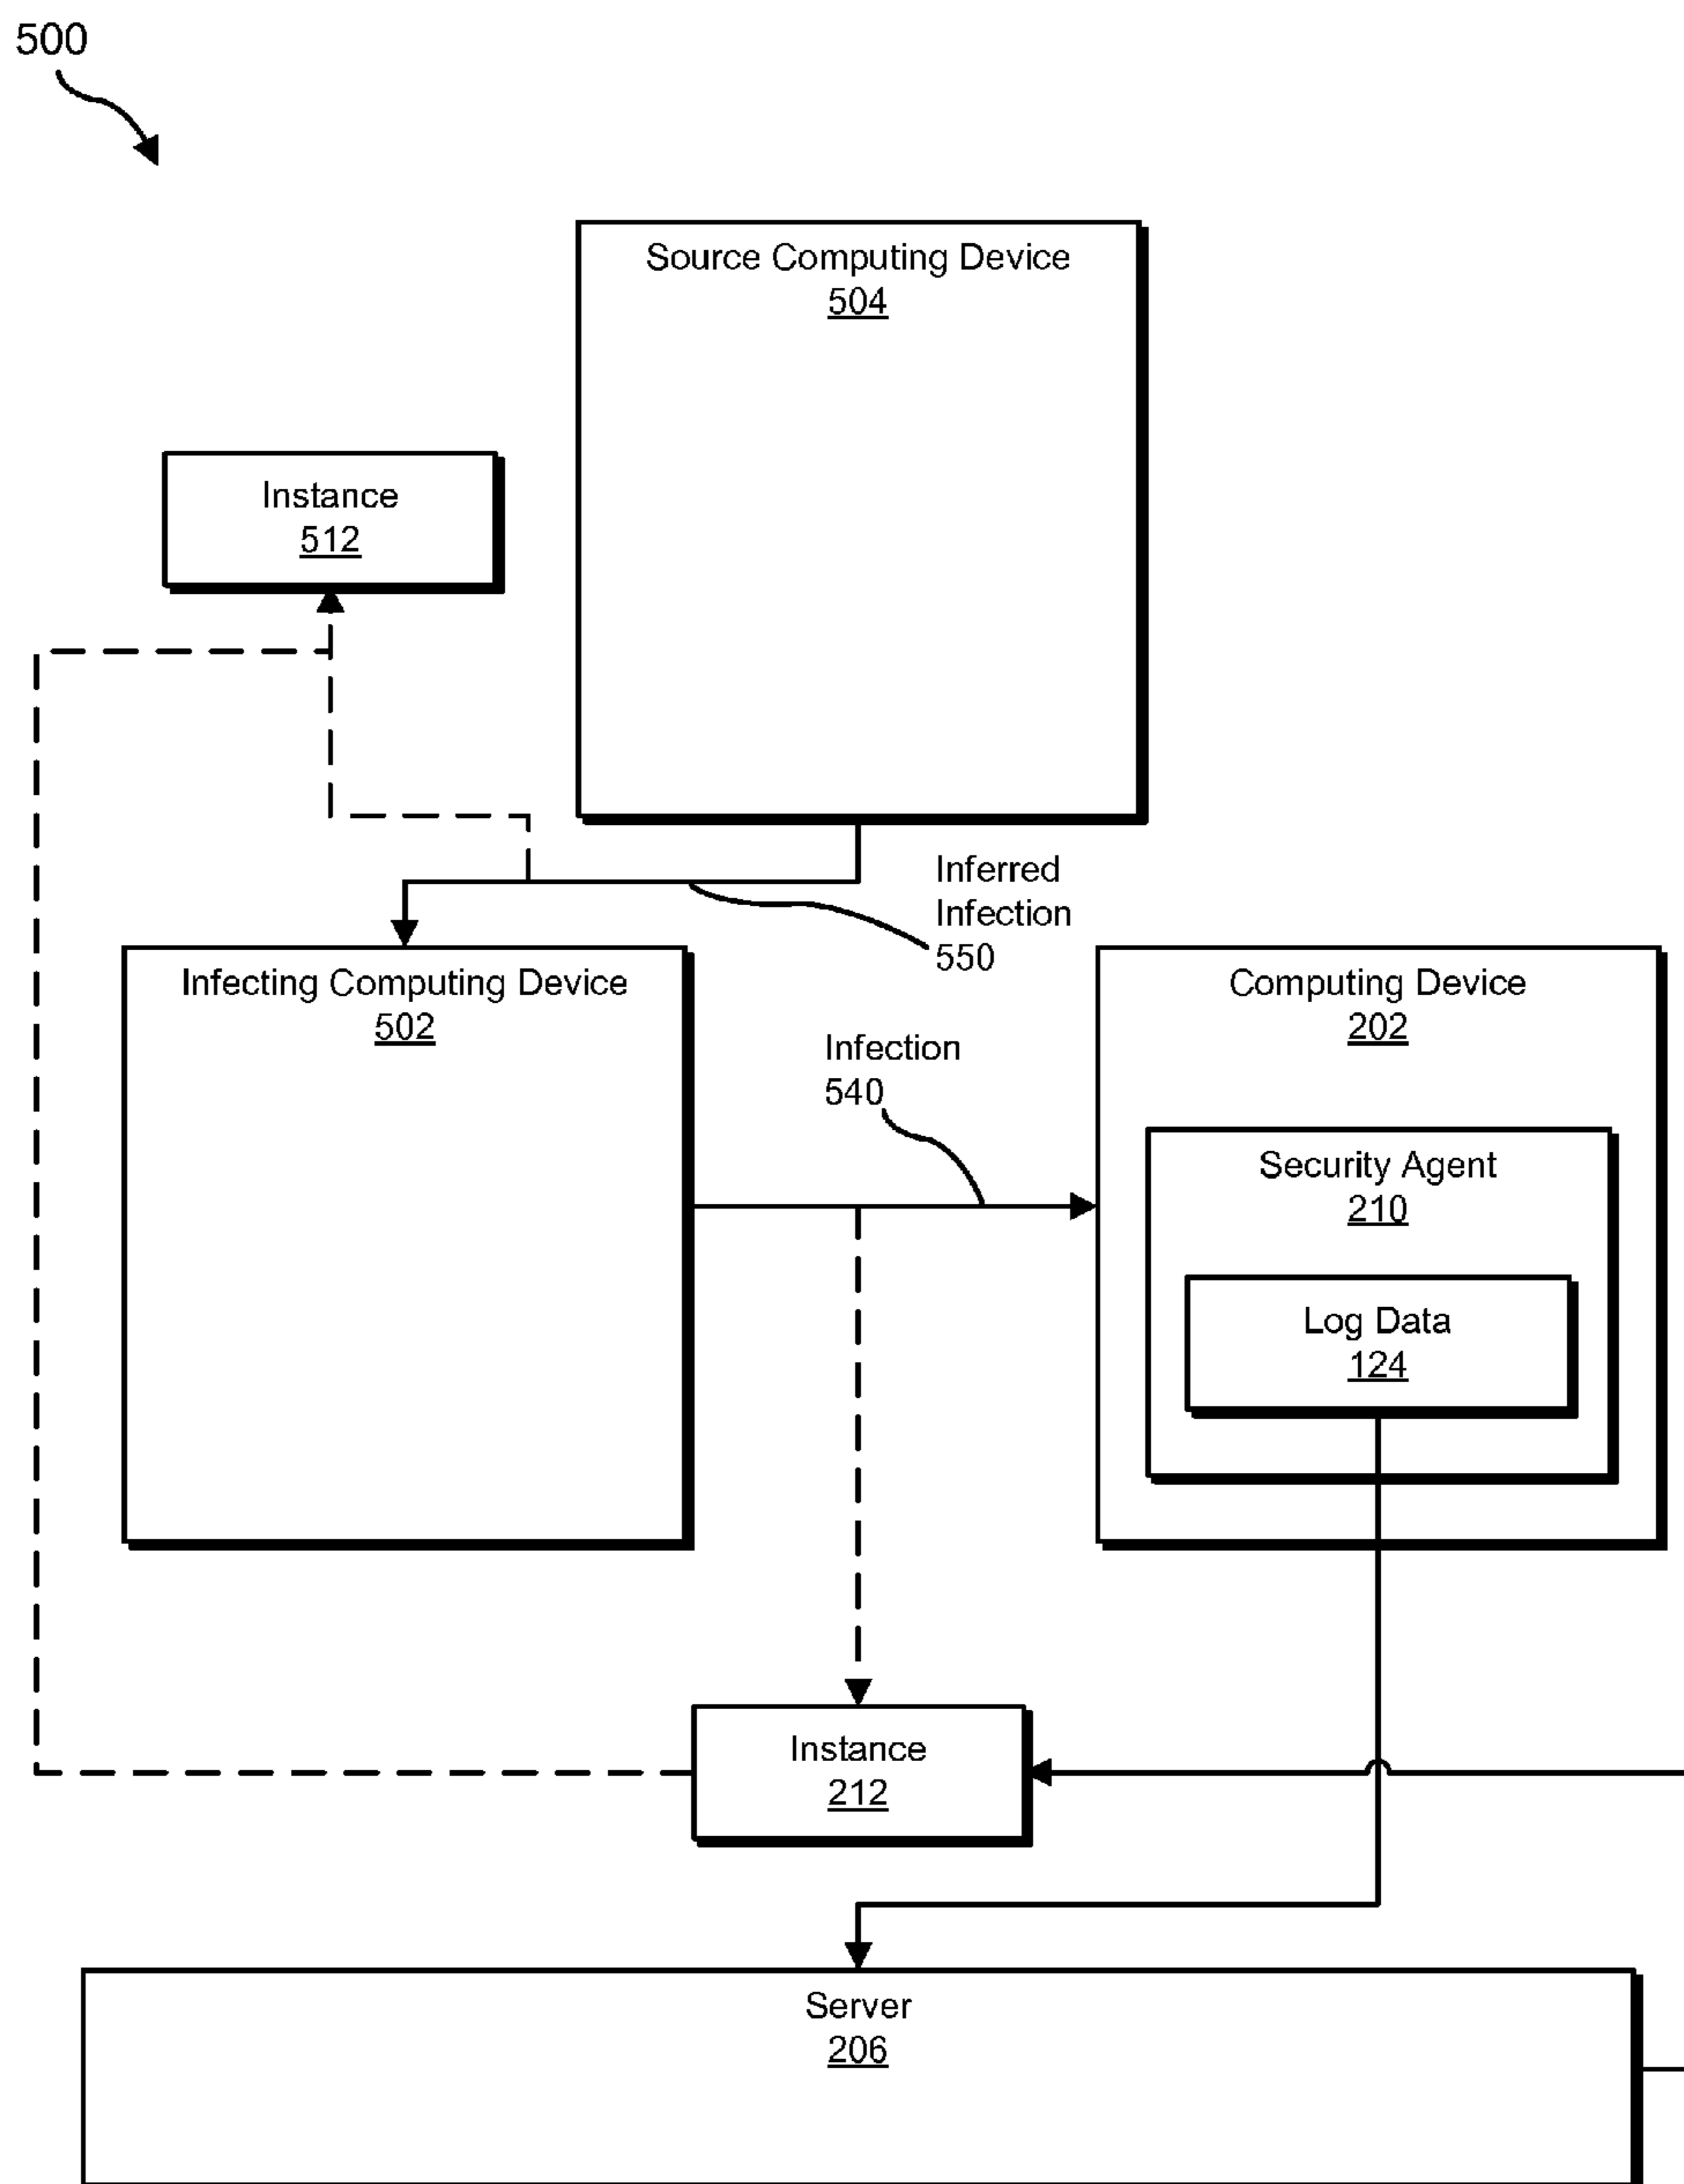 500
Source Computing Device
504
Instance
512
Inferred
Infection
550
Infecting Computing Device
502
Computing Device
202
Infection
540
Security Agent
210
Log Data
124
Instance
212
Server
206